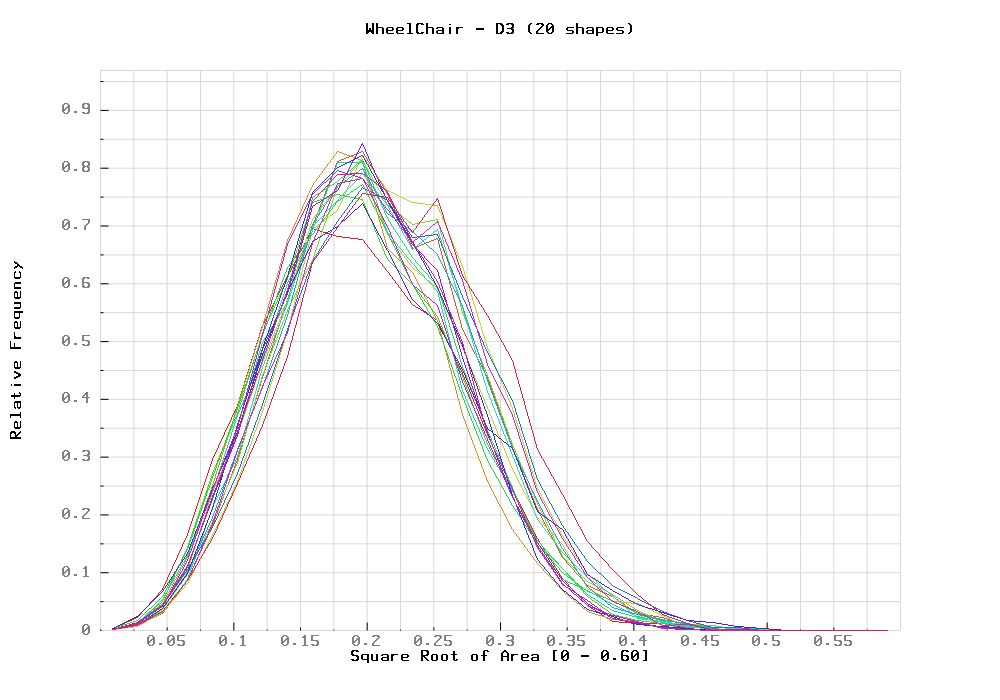 WheelChair - D3 (20 shapes)
0.9
0.8
0.7
0.6
0.5
0.4
0.3
0.2
0.1
0
Relative Frequency
0.05 0.1 0.15 0.2 0.25 0.3 0.35 0.4 0.45 0.5 0.55
Square Root of Area [0 - 0.60]